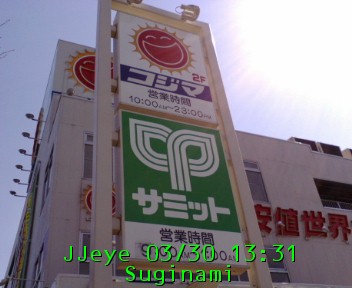 2F
コジマ
営業時間
10:00AM〜23:00PM
サミット
営業時間
安値世界
JJeye 03/30 13:31
Suginami